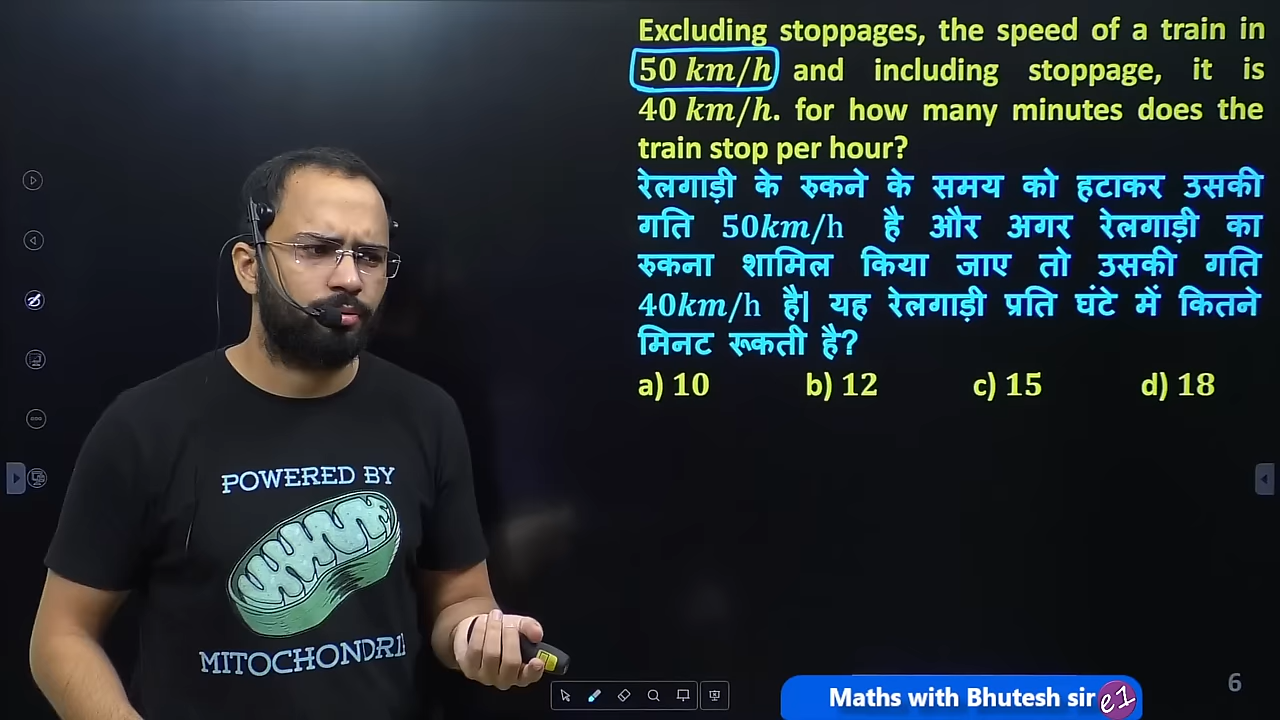 Excluding stoppages, the speed of a train in
50 km/h and including stoppage, it is
40 km/h. for how many minutes does the
train stop per hour?
रेलगाड़ी के रुकने के समय को हटाकर उसकी
गति 50km/h है और अगर रेलगाड़ी का
रुकना शामिल किया जाए तो उसकी गति
40km/h है| यह रेलगाड़ी प्रति घंटे में कितने
मिनट रूकती है?
a) 10 b) 12 c) 15 d) 18
POWERED BY
MITOCHONDRI
Maths with Bhutesh sir e1
6